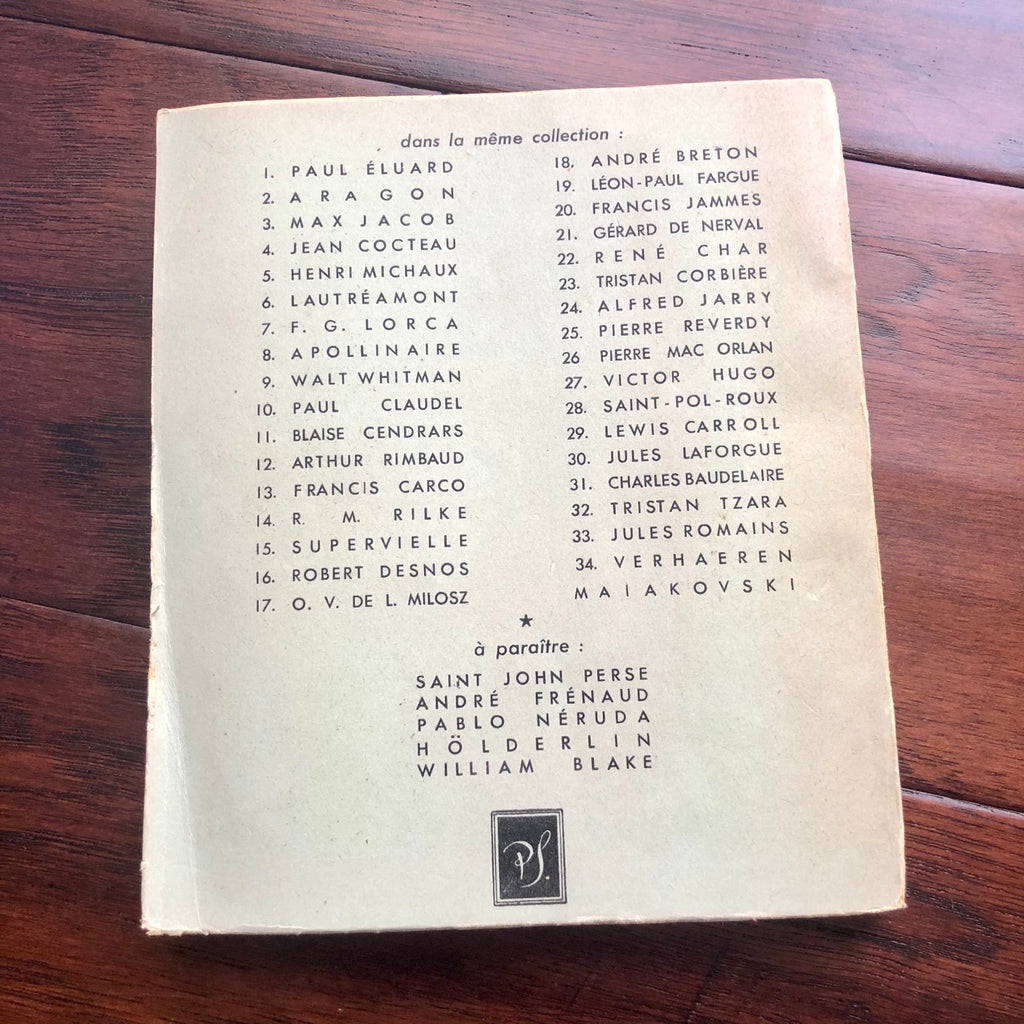 dans la même collection :
1. PAUL ÉLUARD
2. ARAGON
3. MAX JACOB
4. JEAN COCTEAU
5. HENRI MICHAUX
6. LAUTRÉAMONT
7. F. G. LORCA
8. APOLLINAIRE
9. WALT WHITMAN
10. PAUL CLAUDEL
11. BLAISE CENDRARS
12. ARTHUR RIMBAUD
13. FRANCIS CARCO
14. R. M. RILKE
15. SUPERVIELLE
16. ROBERT DESNOS
17. O. V. DE L. MILOSZ
18. ANDRÉ BRETON
19. LÉON-PAUL FARGUE
20. FRANCIS JAMMES
21. GÉRARD DE NERVAL
22. RENÉ CHAR
23. TRISTAN CORBIÈRE
24. ALFRED JARRY
25. PIERRE REVERDY
26 PIERRE MAC ORLAN
27. VICTOR HUGO
28. SAINT-POL-ROUX
29. LEWIS CARROLL
30. JULES LAFORGUE
31. CHARLES BAUDELAIRE
32. TRISTAN TZARA
33. JULES ROMAINS
34. VERHAEREN
MAIAKOVSKI
★
à paraître :
SAINT JOHN PERSE
ANDRÉ FRÉNAUD
PABLO NÉRUDA
HÖLDERLIN
WILLIAM BLAKE
PS.